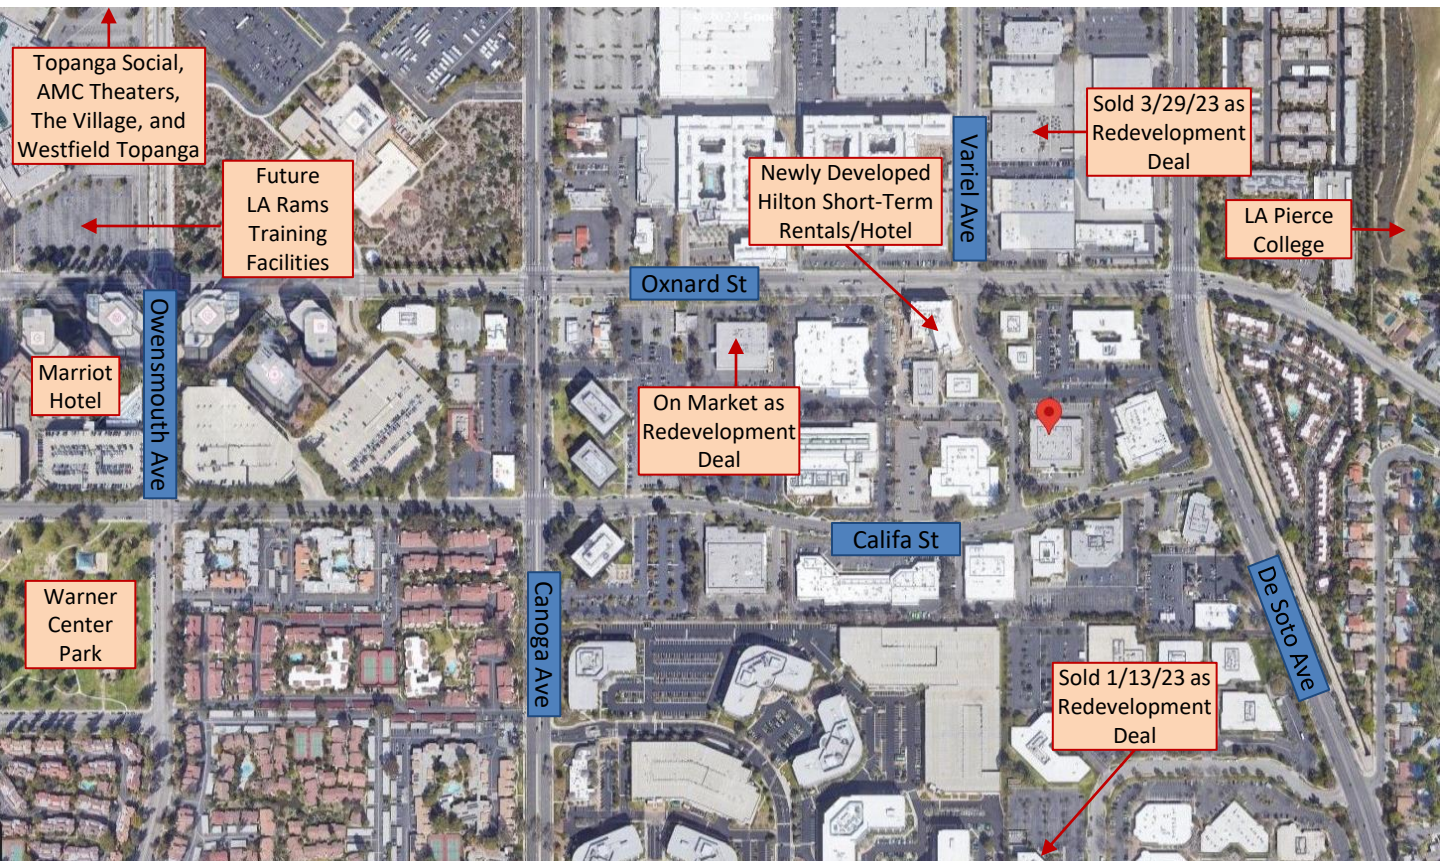 Topanga Social,
AMC Theaters,
The Village, and
Westfield Topanga
Future
LA Rams
Training
Facilities
Newly Developed
Hilton Short-Term
Rentals/Hotel
Variel Ave
Sold 3/29/23 as
Redevelopment
Deal
LA Pierce
College
Oxnard St
Owensmouth Ave
Marriot
Hotel
On Market as
Redevelopment
Deal
Califa St
Warner
Center
Park
Canoga Ave
De Soto Ave
Sold 1/13/23 as
Redevelopment
Deal